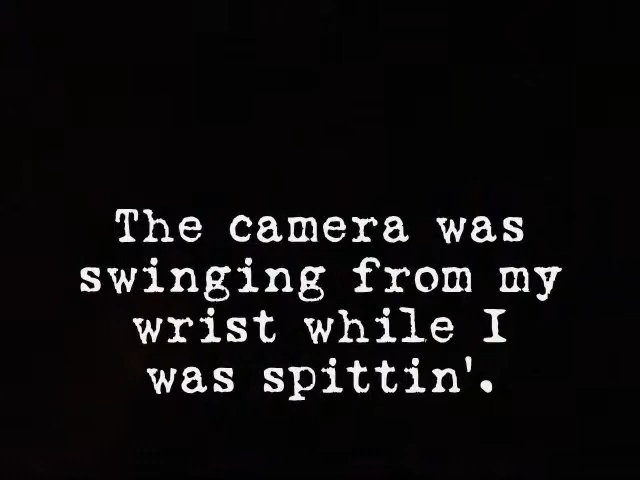 The camera was
swinging from my
wrist while I
was spittin'.